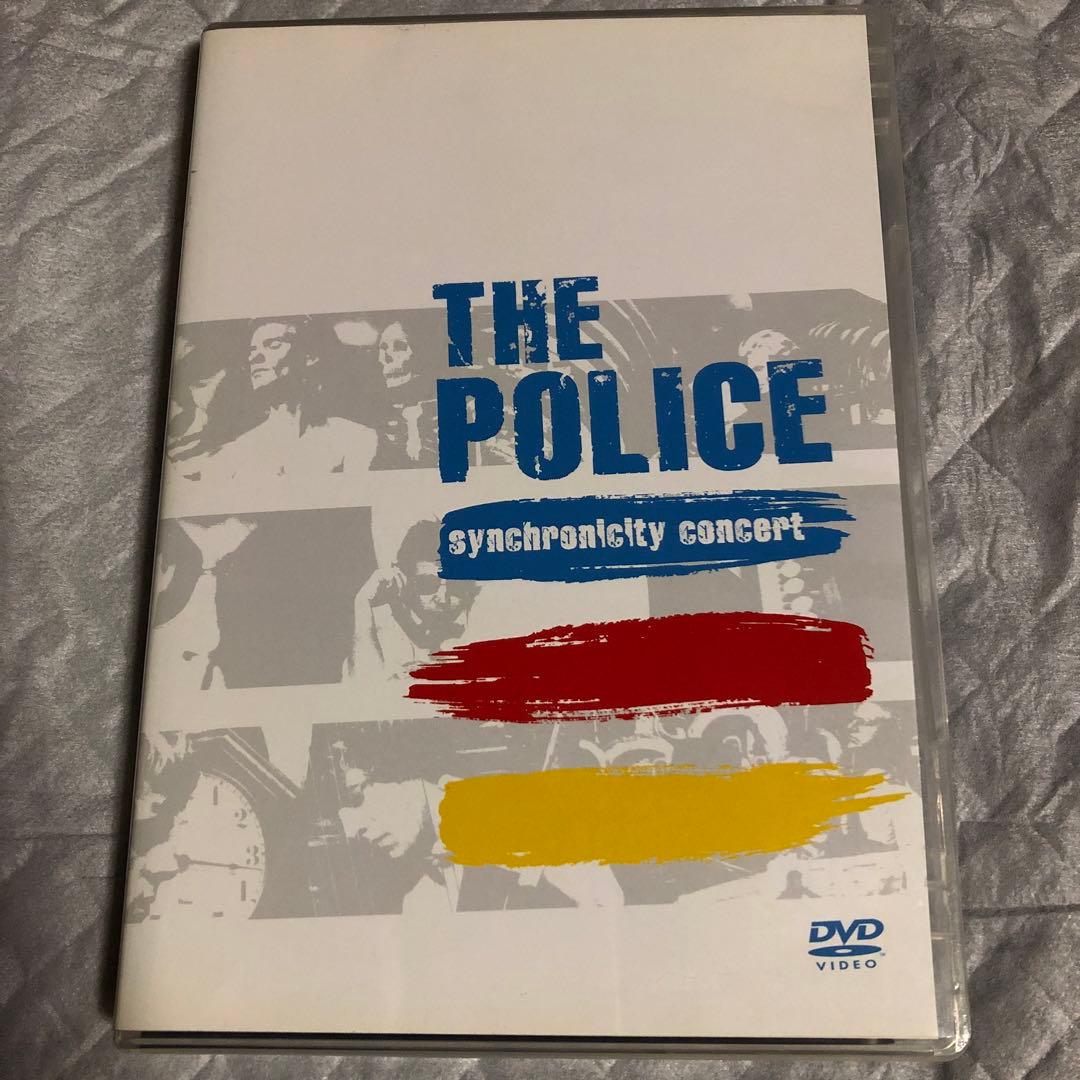 THE
POLICE
synchronicity concert
DVD
VIDEO